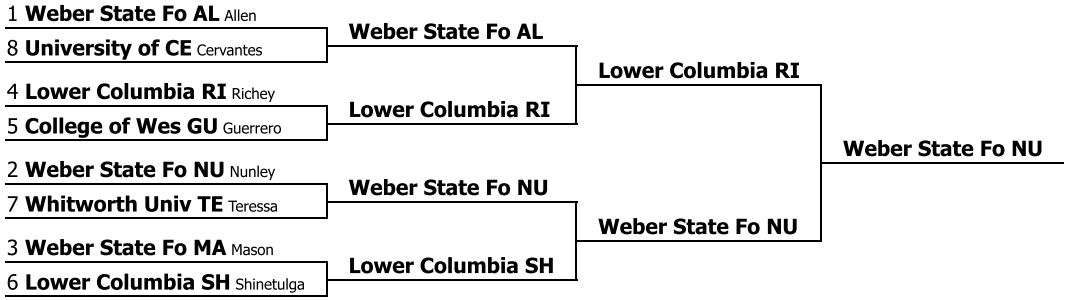 1 Weber State Fo AL Allen
8 University of CE Cervantes
Weber State Fo AL
4 Lower Columbia RI Richey
5 College of Wes GU Guerrero
Lower Columbia RI
Lower Columbia RI
2 Weber State Fo NU Nunley
7 Whitworth Univ TE Teressa
Weber State Fo NU
3 Weber State Fo MA Mason
6 Lower Columbia SH Shinetulga
Lower Columbia SH
Weber State Fo NU
Weber State Fo NU